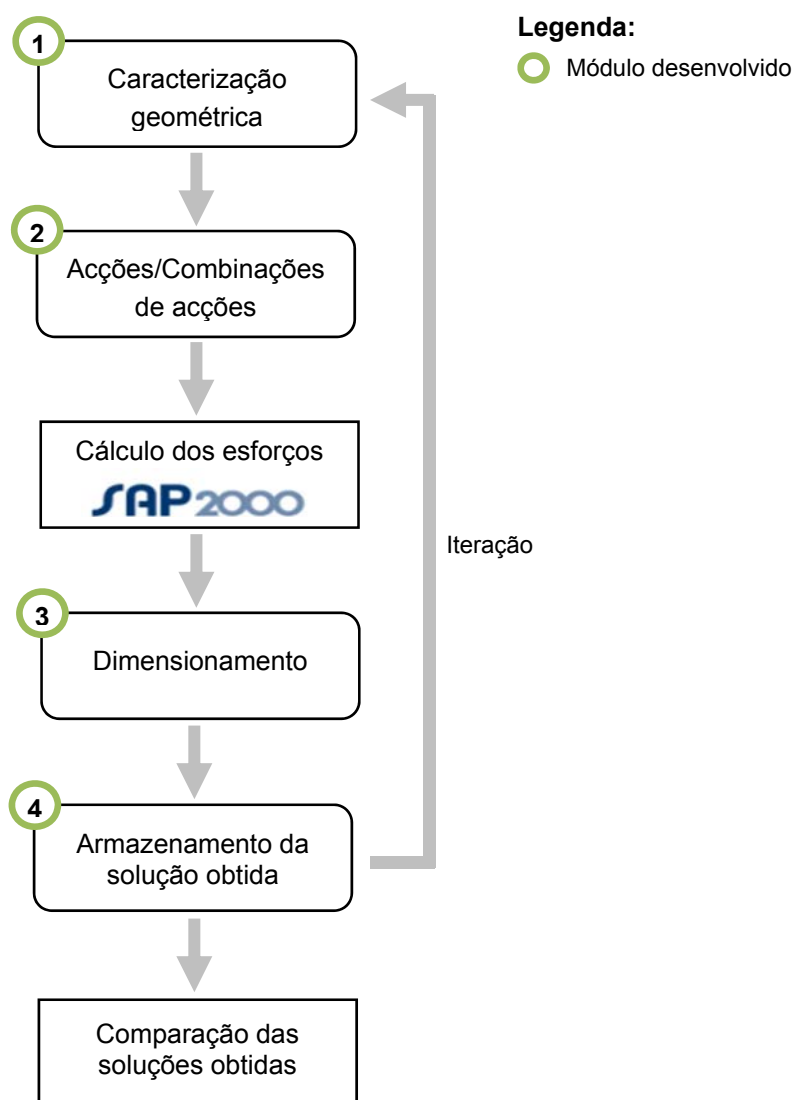 Legenda:
Módulo desenvolvido
1
Caracterização
geométrica
2
Acções/Combinações
de acções
Cálculo dos esforços
SAP2000
Iteração
3
Dimensionamento
4
Armazenamento da
solução obtida
Comparação das
soluções obtidas